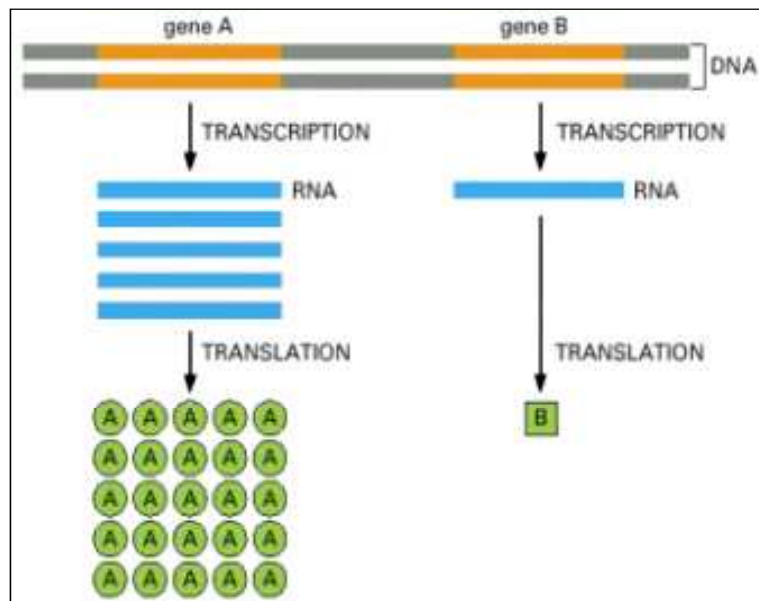 gene A gene B
DNA
TRANSCRIPTION TRANSCRIPTION
RNA RNA
TRANSLATION TRANSLATION
A A A A A B
A A A A A
A A A A A
A A A A A
A A A A A